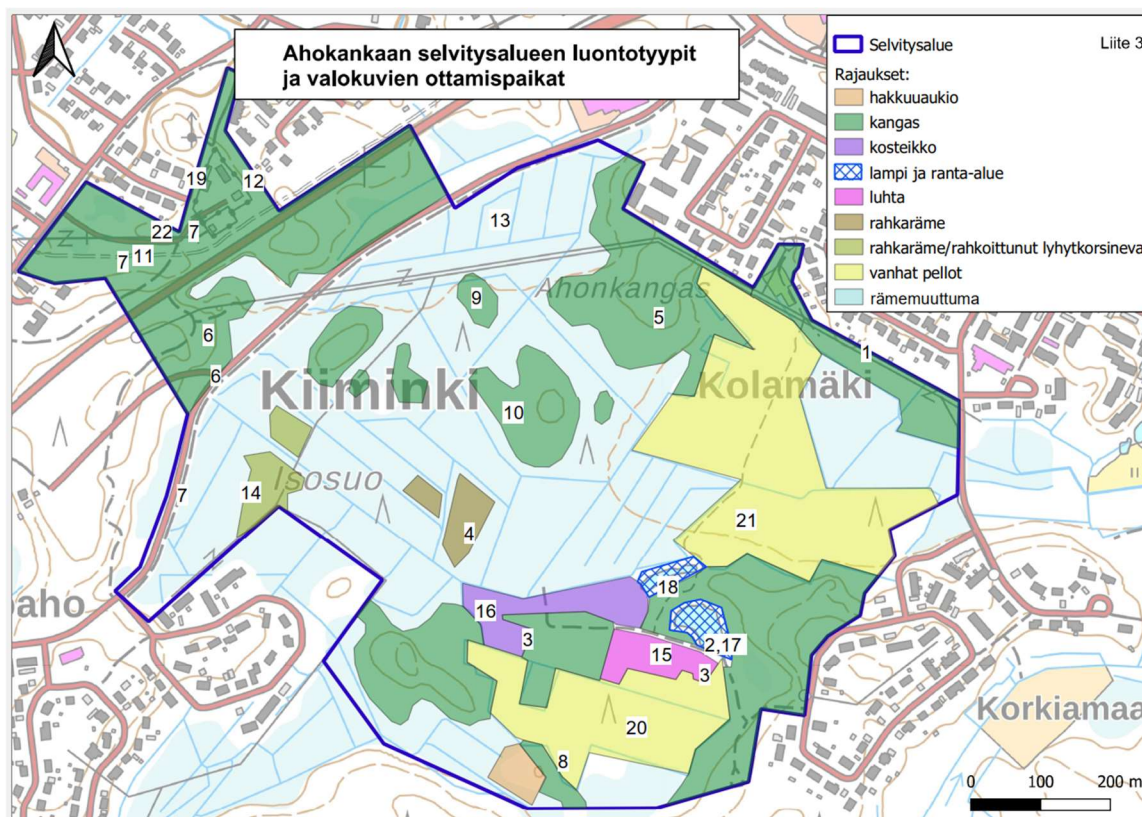 Ahokankaan selvitysalueen luontotyypit
ja valokuvien ottamispaikat
Selvitysalue
Liite 3
Rajaukset:
hakkuuaukio
kangas
kosteikko
lampi ja ranta-alue
luhta
rahkaräme
rahkaräme/rahkoittunut lyhytkorsineva
vanhat pellot
rämemuuttuma
19
12
13
22
7
7
11
9
Ahonkangas
5
6
1
6
Kiiminki
Kolamäki
10
Isosuo
14
7
4
21
18
paho
16
3
15
2,17
3
Korkiamaa
20
8
0
100
200 m